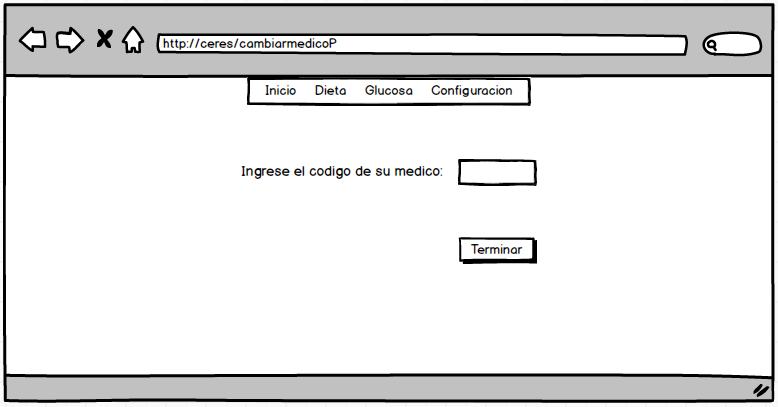 http://ceres/cambiarmedicoP
Inicio Dieta Glucosa Configuracion
Ingrese el codigo de su medico:
Terminar